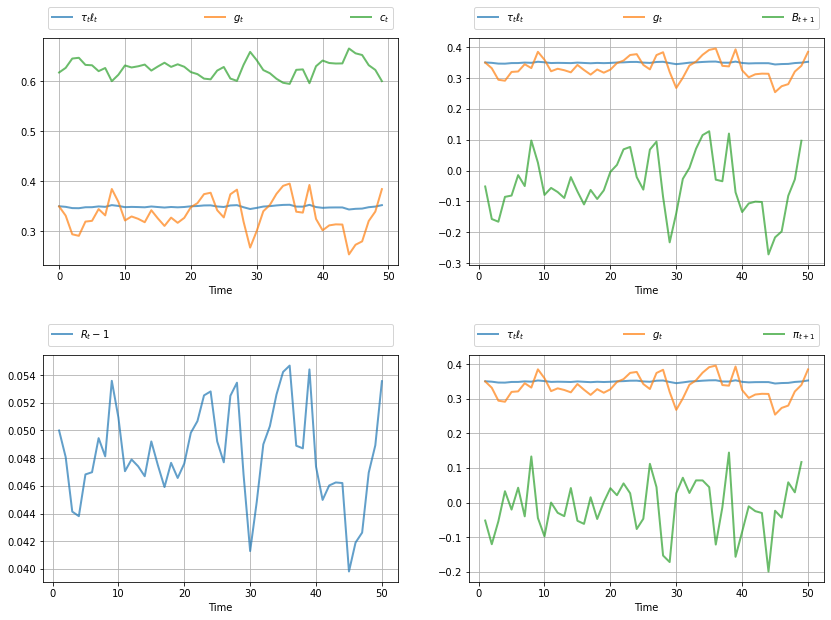 τₜℓₜ gₜ cₜ
0.6
0.5
0.4
0.3
0 10 20 30 40 50
Time
τₜℓₜ gₜ Bₜ₊₁
0.4
0.3
0.2
0.1
0.0
−0.1
−0.2
−0.3
0 10 20 30 40 50
Time
Rₜ − 1
0.054
0.052
0.050
0.048
0.046
0.044
0.042
0.040
0 10 20 30 40 50
Time
τₜℓₜ gₜ πₜ₊₁
0.4
0.3
0.2
0.1
0.0
−0.1
−0.2
0 10 20 30 40 50
Time